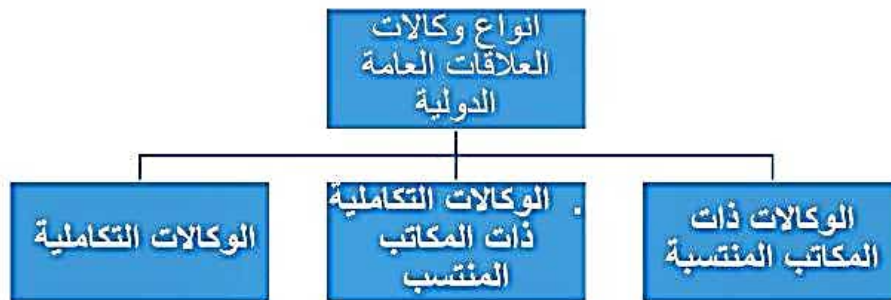 انواع وكالات
العلاقات العامة
الدولية
الوكالات ذات
المكاتب المنتسبة
. الوكالات التكاملية
ذات المكاتب
المنتسب
الوكالات التكاملية